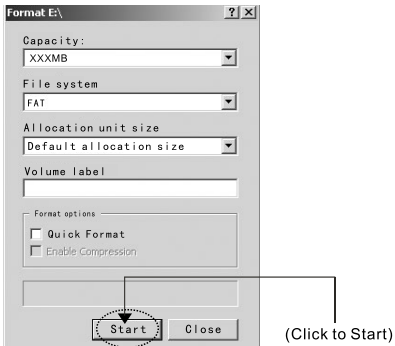 Format E:\ ? ×
Capacity:
XXXMB
File system
FAT
Allocation unit size
Default allocation size
Volume label
Format options
Quick Format
Enable Compression
Start Close
(Click to Start)